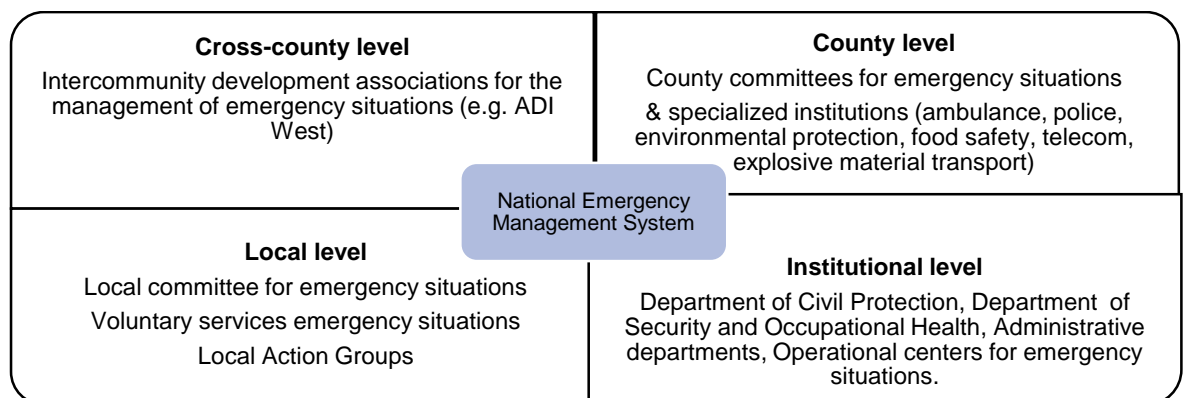 Cross-county level
Intercommunity development associations for the
management of emergency situations (e.g. ADI
West)
County level
County committees for emergency situations
& specialized institutions (ambulance, police,
environmental protection, food safety, telecom,
explosive material transport)
National Emergency
Management System
Local level
Local committee for emergency situations
Voluntary services emergency situations
Local Action Groups
Institutional level
Department of Civil Protection, Department of
Security and Occupational Health, Administrative
departments, Operational centers for emergency
situations.